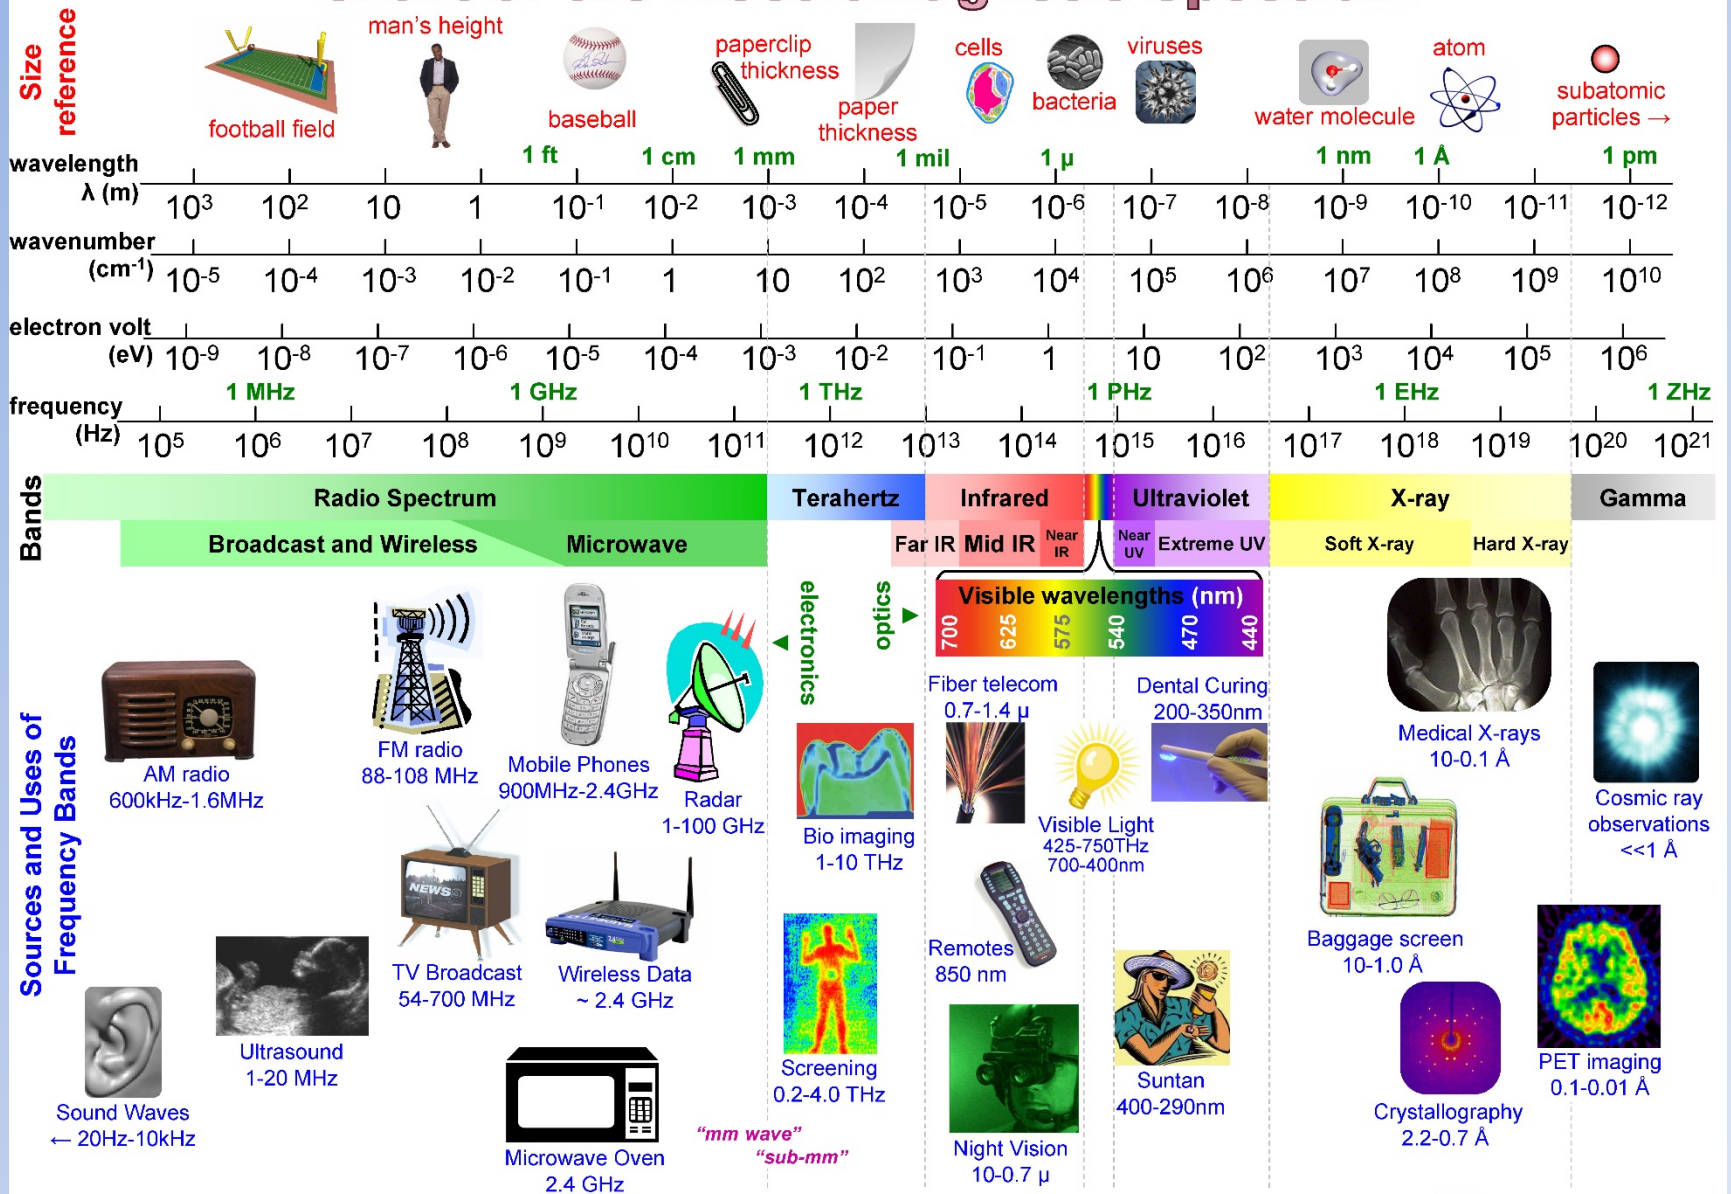 Size reference
football field
man's height
baseball
paperclip thickness
paper thickness
cells
bacteria
viruses
water molecule
atom
subatomic particles →
wavelength λ (m)
1 ft 1 cm 1 mm 1 mil 1 µ 1 nm 1 Å 1 pm
10³ 10² 10 1 10⁻¹ 10⁻² 10⁻³ 10⁻⁴ 10⁻⁵ 10⁻⁶ 10⁻⁷ 10⁻⁸ 10⁻⁹ 10⁻¹⁰ 10⁻¹¹ 10⁻¹²
wavenumber (cm⁻¹)
10⁻⁵ 10⁻⁴ 10⁻³ 10⁻² 10⁻¹ 1 10 10² 10³ 10⁴ 10⁵ 10⁶ 10⁷ 10⁸ 10⁹ 10¹⁰
electron volt (eV)
10⁻⁹ 10⁻⁸ 10⁻⁷ 10⁻⁶ 10⁻⁵ 10⁻⁴ 10⁻³ 10⁻² 10⁻¹ 1 10 10² 10³ 10⁴ 10⁵ 10⁶
1 MHz 1 GHz 1 THz 1 PHz 1 EHz 1 ZHz
frequency (Hz)
10⁵ 10⁶ 10⁷ 10⁸ 10⁹ 10¹⁰ 10¹¹ 10¹² 10¹³ 10¹⁴ 10¹⁵ 10¹⁶ 10¹⁷ 10¹⁸ 10¹⁹ 10²⁰ 10²¹
Bands
Radio Spectrum Terahertz Infrared Ultraviolet X-ray Gamma
Broadcast and Wireless Microwave Far IR Mid IR Near IR Near UV Extreme UV Soft X-ray Hard X-ray
electronics
optics
Visible wavelengths (nm)
700 625 575 540 470 440
Sources and Uses of Frequency Bands
AM radio
600kHz-1.6MHz
FM radio
88-108 MHz
Mobile Phones
900MHz-2.4GHz
Radar
1-100 GHz
Bio imaging
1-10 THz
Fiber telecom
0.7-1.4 µ
Visible Light
425-750THz
700-400nm
Dental Curing
200-350nm
Medical X-rays
10-0.1 Å
Cosmic ray
observations
<<1 Å
Sound Waves
← 20Hz-10kHz
Ultrasound
1-20 MHz
NEWS
TV Broadcast
54-700 MHz
Wireless Data
~ 2.4 GHz
Microwave Oven
2.4 GHz
"mm wave"
"sub-mm"
Screening
0.2-4.0 THz
Remotes
850 nm
Night Vision
10-0.7 µ
Suntan
400-290nm
Baggage screen
10-1.0 Å
Crystallography
2.2-0.7 Å
PET imaging
0.1-0.01 Å